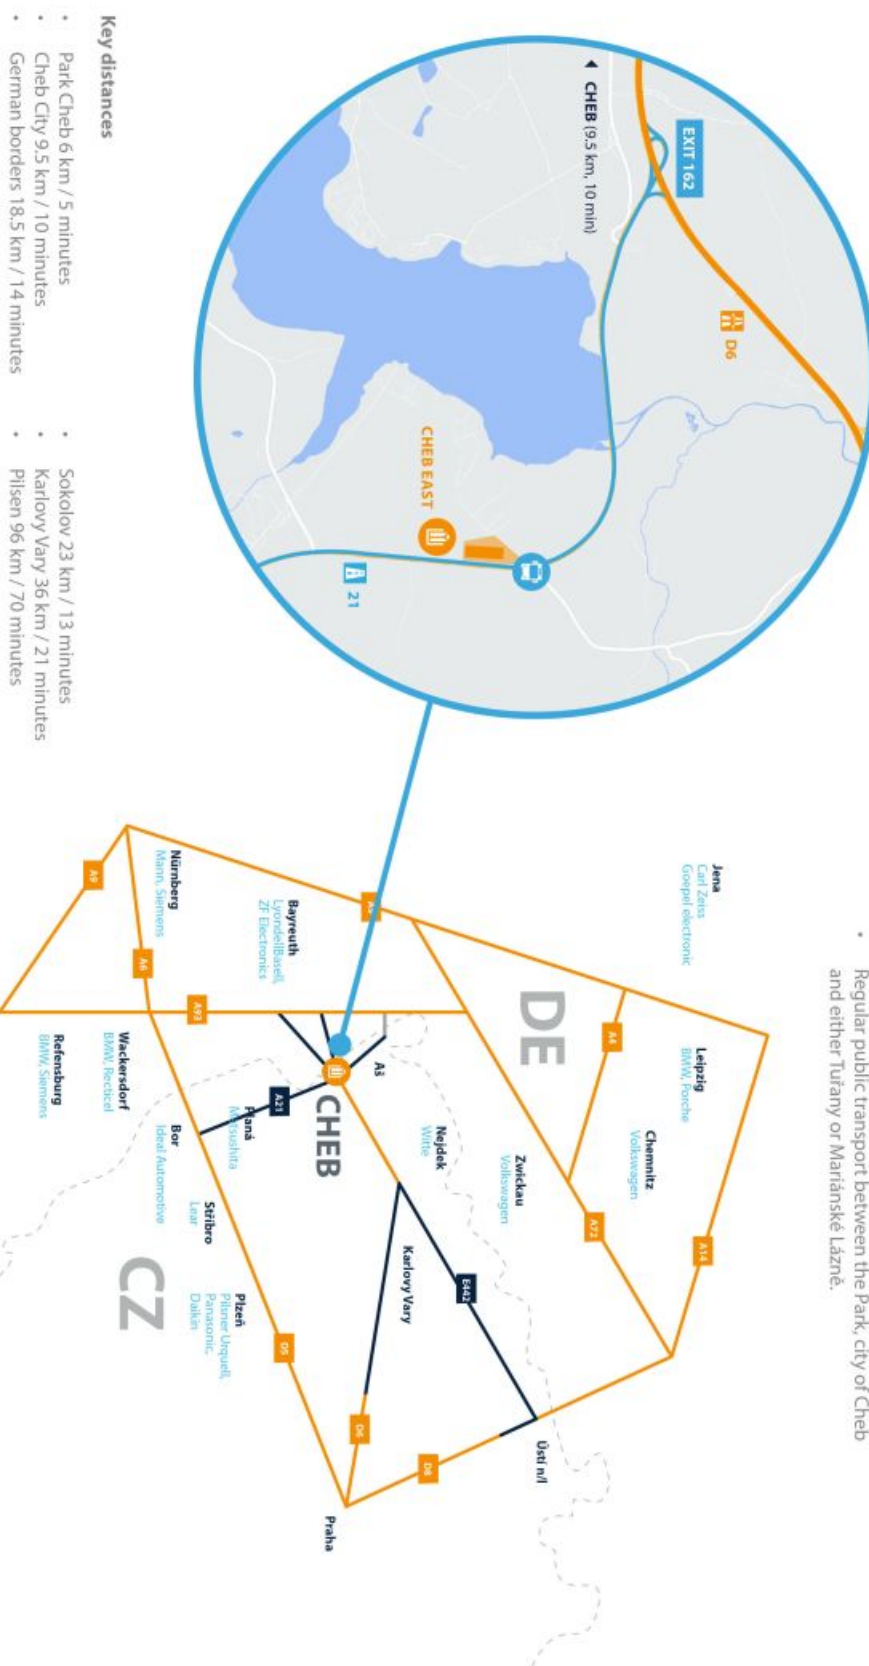 • Regular public transport between the Park, city of Cheb
and either Tuřany or Mariánské Lázně.
EXIT 162
D6
◀ CHEB (9.5 km, 10 min)
CHEB EAST
21
Jena
Carl Zeiss
Goepel electronic
Leipzig
BMW, Porche
A14
A4
Chemnitz
Volkswagen
A72
DE
Zwickau
Volkswagen
Nejdek
Witte
E442
Ústí n/l
Aš
Karlovy Vary
D8
Bayreuth
LyondellBasell,
ZF Electronics
CHEB
D6
Praha
A21
Planá
Matsushita
D5
Plzeň
Pilsner Urquell,
Panasonic,
Daikin
Stříbro
Lear
A93
Nürnberg
Mann, Siemens
A6
Bor
Ideal Automotive
CZ
Wackersdorf
BMW, Recticel
A9
Refensburg
BMW, Siemens
Key distances
• Park Cheb 6 km / 5 minutes
• Cheb City 9.5 km / 10 minutes
• German borders 18.5 km / 14 minutes
• Sokolov 23 km / 13 minutes
• Karlovy Vary 36 km / 21 minutes
• Pilsen 96 km / 70 minutes